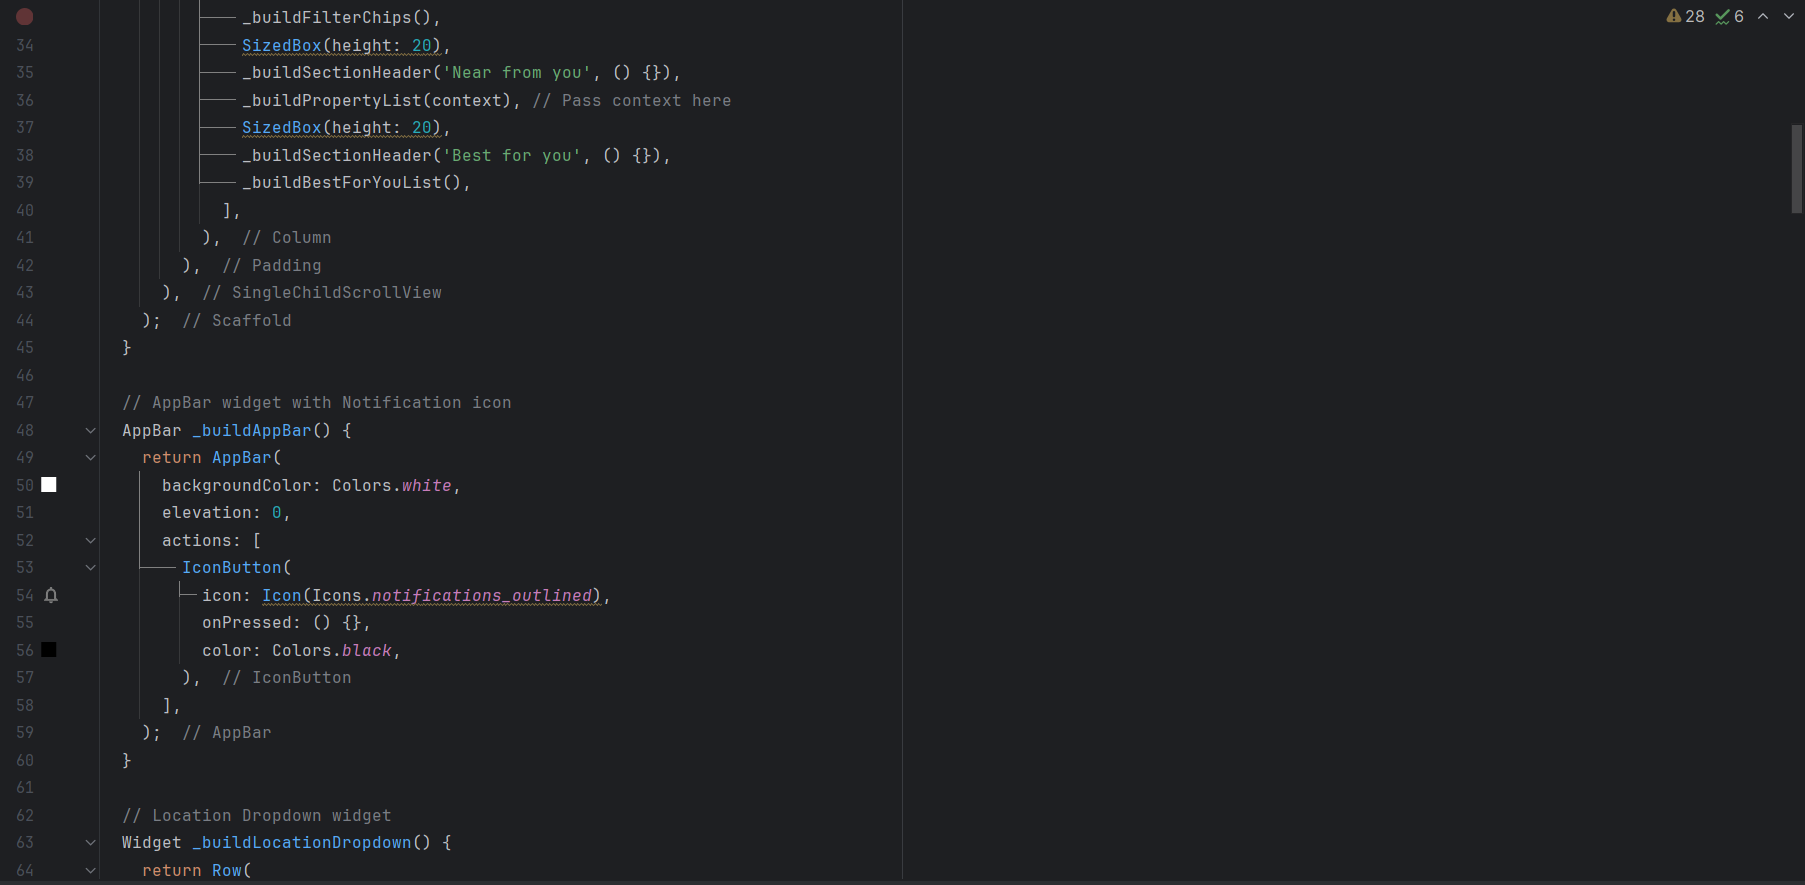 _buildFilterChips(),
28 6
34 SizedBox(height: 20),
35 _buildSectionHeader('Near from you', () {}),
36 _buildPropertyList(context), // Pass context here
37 SizedBox(height: 20),
38 _buildSectionHeader('Best for you', () {}),
39 _buildBestForYouList(),
40 ],
41 ), // Column
42 ), // Padding
43 ), // SingleChildScrollView
44 ); // Scaffold
45 }
46
47 // AppBar widget with Notification icon
48 AppBar _buildAppBar() {
49 return AppBar(
50 backgroundColor: Colors.white,
51 elevation: 0,
52 actions: [
53 IconButton(
54 icon: Icon(Icons.notifications_outlined),
55 onPressed: () {},
56 color: Colors.black,
57 ), // IconButton
58 ],
59 ); // AppBar
60 }
61
62 // Location Dropdown widget
63 Widget _buildLocationDropdown() {
64 return Row(